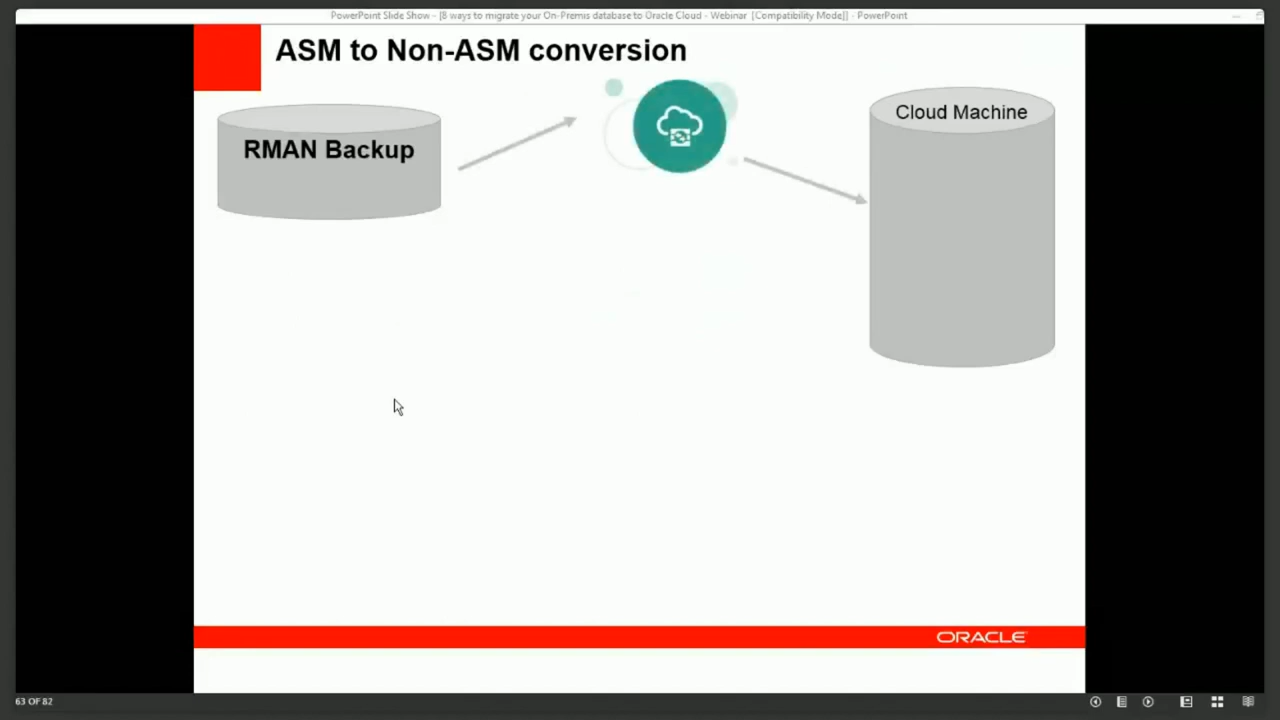 PowerPoint Slide Show - [8 ways to migrate your On-Premis database to Oracle Cloud - Webinar [Compatibility Mode]] - PowerPoint
ASM to Non-ASM conversion
RMAN Backup
Cloud Machine
ORACLE
63 OF 82